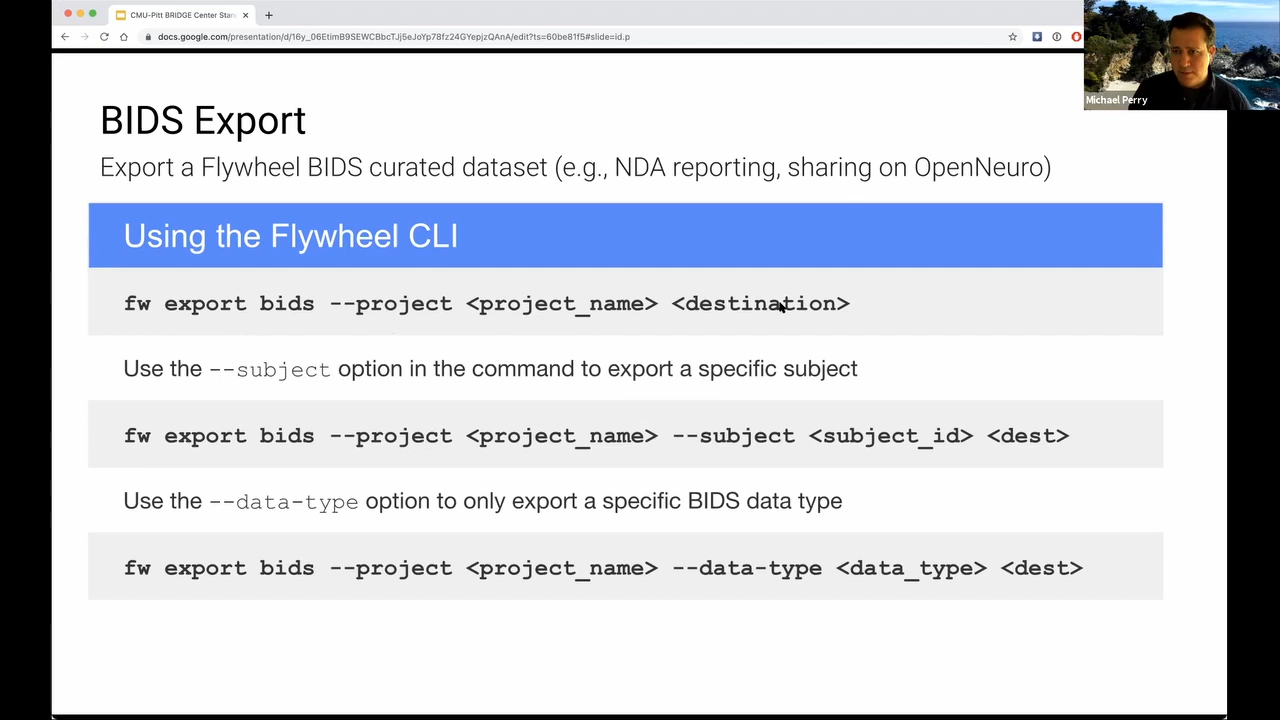 CMU-Pitt BRIDGE Center Stan
docs.google.com/presentation/d/16y_06EtimB9SEWCBbcTJj5eJoYp78fz24GYepjzQAnA/edit?ts=60be81f5#slide=id.p
Michael Perry
BIDS Export
Export a Flywheel BIDS curated dataset (e.g., NDA reporting, sharing on OpenNeuro)
Using the Flywheel CLI
fw export bids --project <project_name> <destination>
Use the --subject option in the command to export a specific subject
fw export bids --project <project_name> --subject <subject_id> <dest>
Use the --data-type option to only export a specific BIDS data type
fw export bids --project <project_name> --data-type <data_type> <dest>